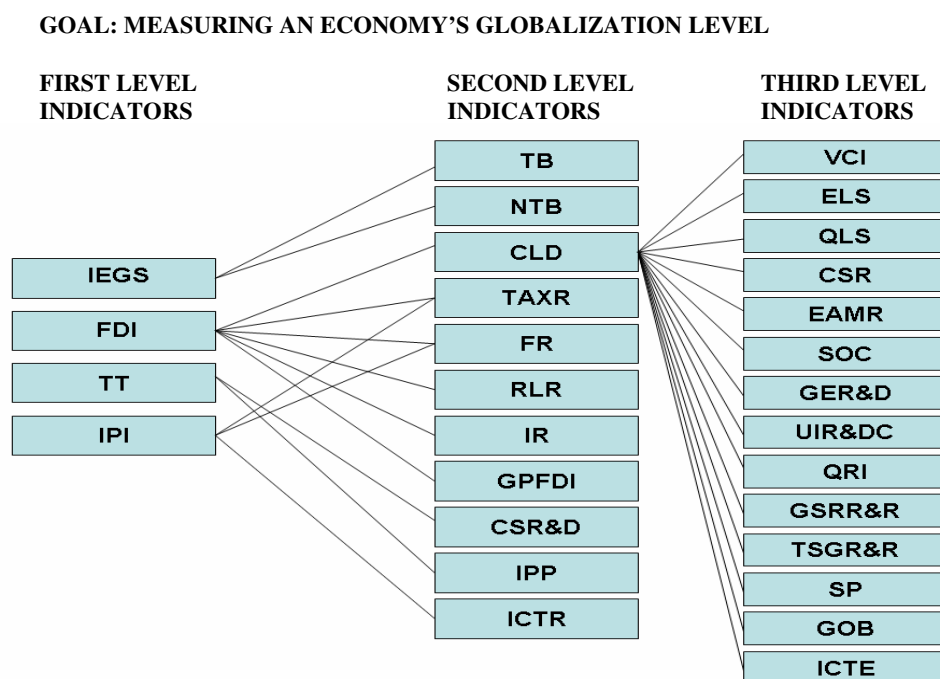 GOAL: MEASURING AN ECONOMY'S GLOBALIZATION LEVEL
FIRST LEVEL
INDICATORS
SECOND LEVEL
INDICATORS
THIRD LEVEL
INDICATORS
IEGS
FDI
TT
IPI
TB
NTB
CLD
TAXR
FR
RLR
IR
GPFDI
CSR&D
IPP
ICTR
VCI
ELS
QLS
CSR
EAMR
SOC
GER&D
UIR&DC
QRI
GSRR&R
TSGR&R
SP
GOB
ICTE